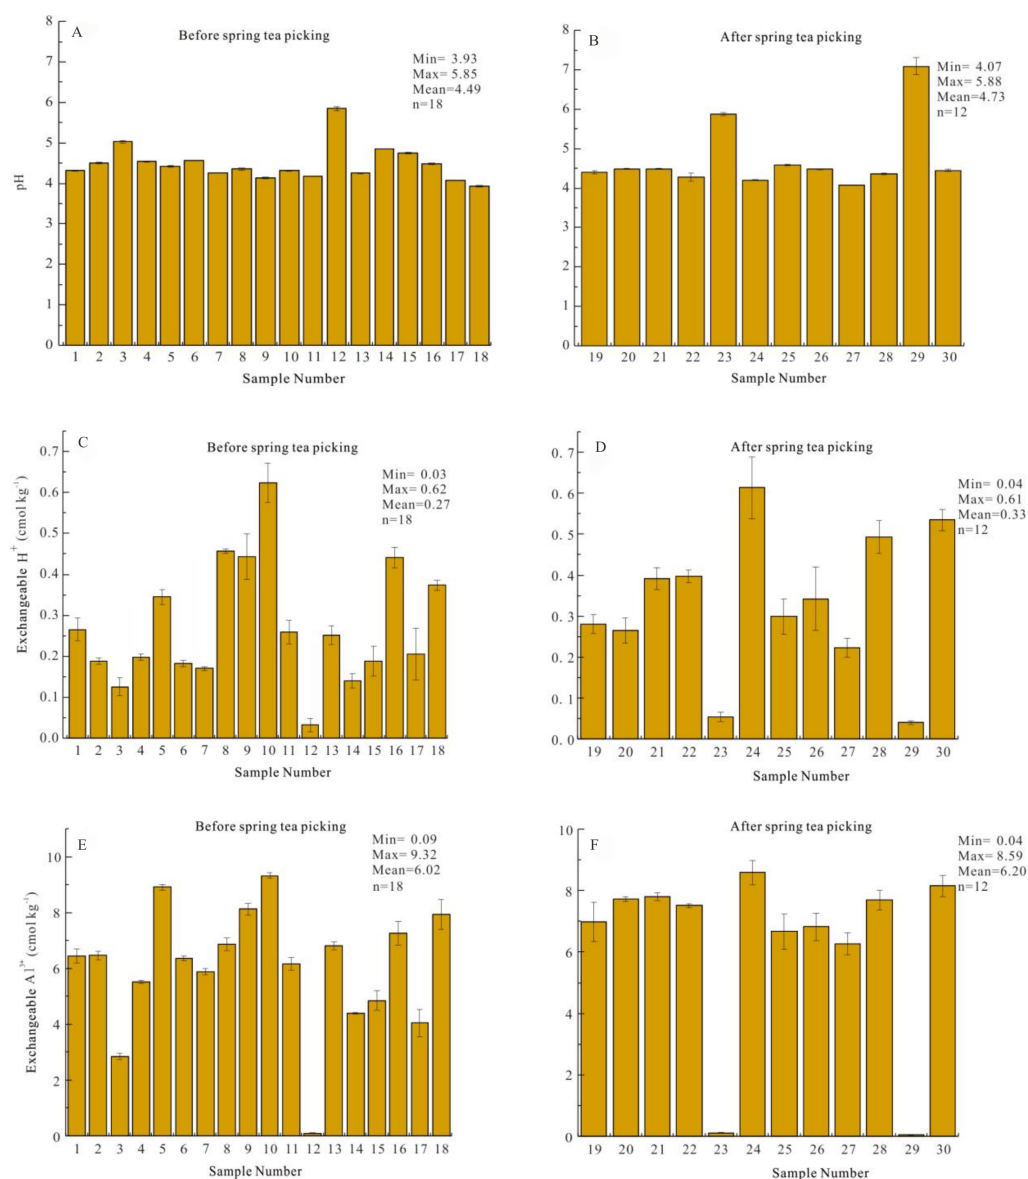 A
Before spring tea picking
Min= 3.93
Max= 5.85
Mean=4.49
n=18
8
7
6
5
4
3
2
1
0
pH
1 2 3 4 5 6 7 8 9 10 11 12 13 14 15 16 17 18
Sample Number
B
After spring tea picking
Min= 4.07
Max= 5.88
Mean=4.73
n=12
8
7
6
5
4
3
2
1
0
19 20 21 22 23 24 25 26 27 28 29 30
Sample Number
C
Before spring tea picking
Min= 0.03
Max= 0.62
Mean=0.27
n=18
0.7
0.6
0.5
0.4
0.3
0.2
0.1
0.0
Exchangeable H⁺ (cmol kg⁻¹)
1 2 3 4 5 6 7 8 9 10 11 12 13 14 15 16 17 18
Sample Number
D
After spring tea picking
Min= 0.04
Max= 0.61
Mean=0.33
n=12
0.7
0.6
0.5
0.4
0.3
0.2
0.1
0.0
19 20 21 22 23 24 25 26 27 28 29 30
Sample Number
E
Before spring tea picking
Min= 0.09
Max= 9.32
Mean=6.02
n=18
10
8
6
4
2
0
Exchangeable Al³⁺ (cmol kg⁻¹)
1 2 3 4 5 6 7 8 9 10 11 12 13 14 15 16 17 18
Sample Number
F
After spring tea picking
Min= 0.04
Max= 8.59
Mean=6.20
n=12
10
8
6
4
2
0
19 20 21 22 23 24 25 26 27 28 29 30
Sample Number